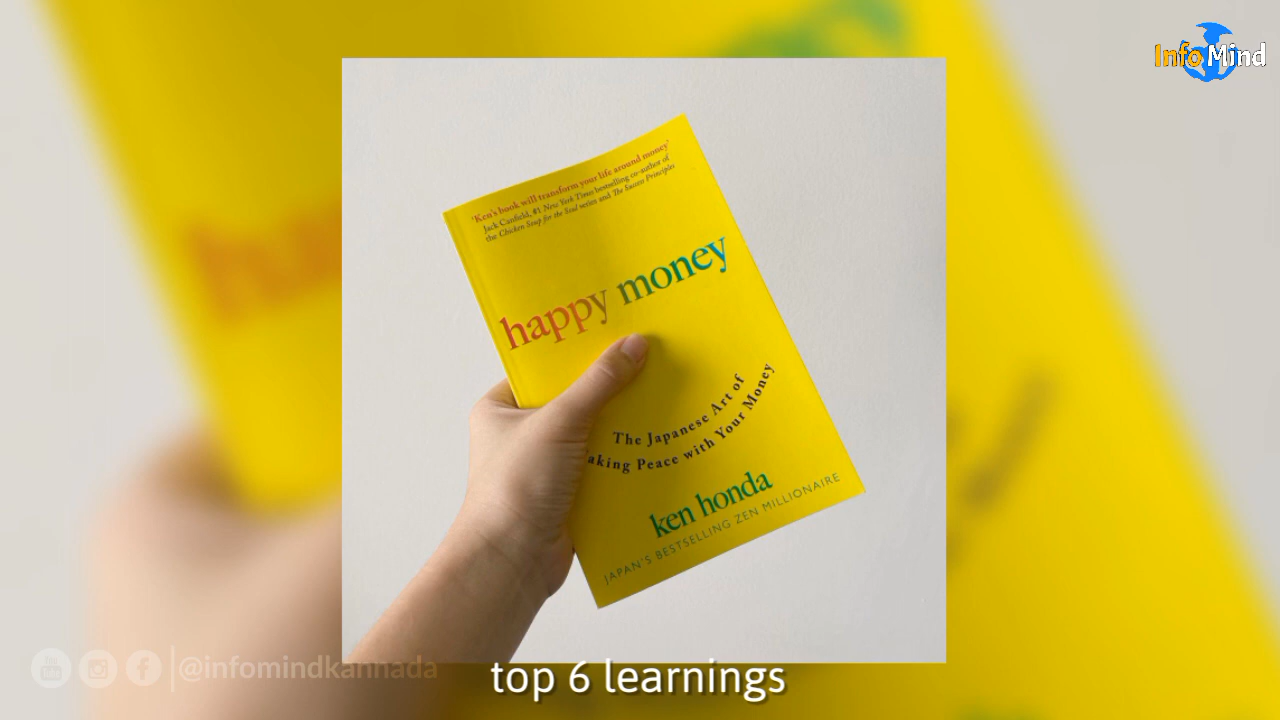 InfoMind
'Ken's book will transform your life around money'
Jack Canfield, #1 New York Times bestselling co-author of
the Chicken Soup for the Soul series and The Success Principles
happy money
The Japanese Art of
aking Peace with Your Money
ken honda
JAPAN'S BESTSELLING ZEN MILLIONAIRE
@infomindkannada
top 6 learnings